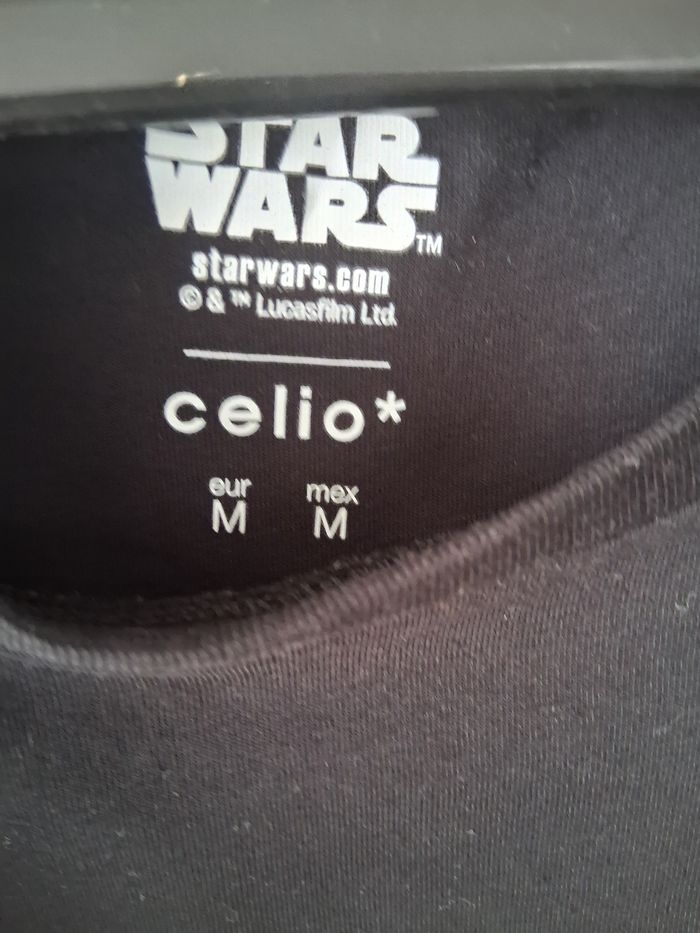 STAR
WARS™
starwars.com
© & ™ Lucasfilm Ltd.
celio*
eur mex
M M